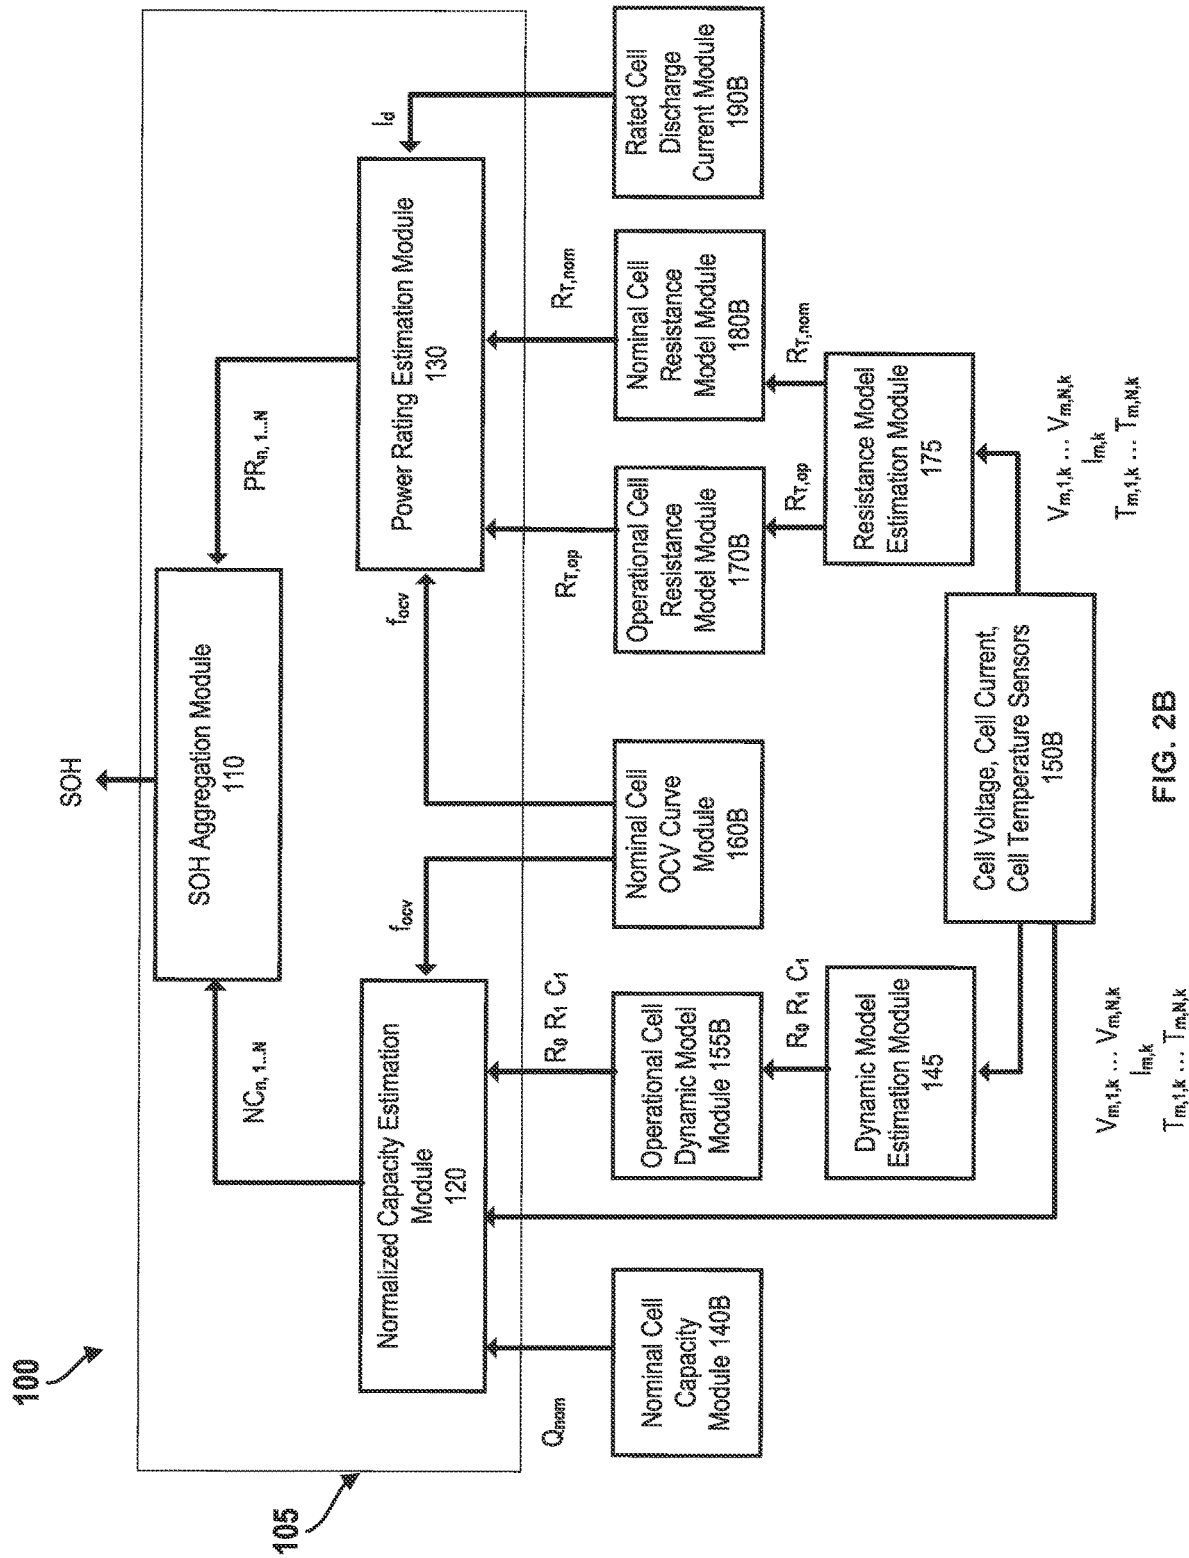 100
105
SOH
SOH Aggregation Module
110
NCn, 1...N
PRn, 1...N
Normalized Capacity Estimation
Module
120
focv
focv
Power Rating Estimation Module
130
Id
Qnom
R0 R1 C1
RT,op
RT,nom
Nominal Cell
Capacity
Module 140B
Operational Cell
Dynamic Model
Module 155B
Nominal Cell
OCV Curve
Module
160B
Operational Cell
Resistance
Model Module
170B
Nominal Cell
Resistance
Model Module
180B
Rated Cell
Discharge
Current Module
190B
R0 R1 C1
RT,op
RT,nom
Dynamic Model
Estimation Module
145
Resistance Model
Estimation Module
175
Cell Voltage, Cell Current,
Cell Temperature Sensors
150B
Vm,1,k ... Vm,N,k
Im,k
Tm,1,k ... Tm,N,k
Vm,1,k ... Vm,N,k
Im,k
Tm,1,k ... Tm,N,k
FIG. 2B